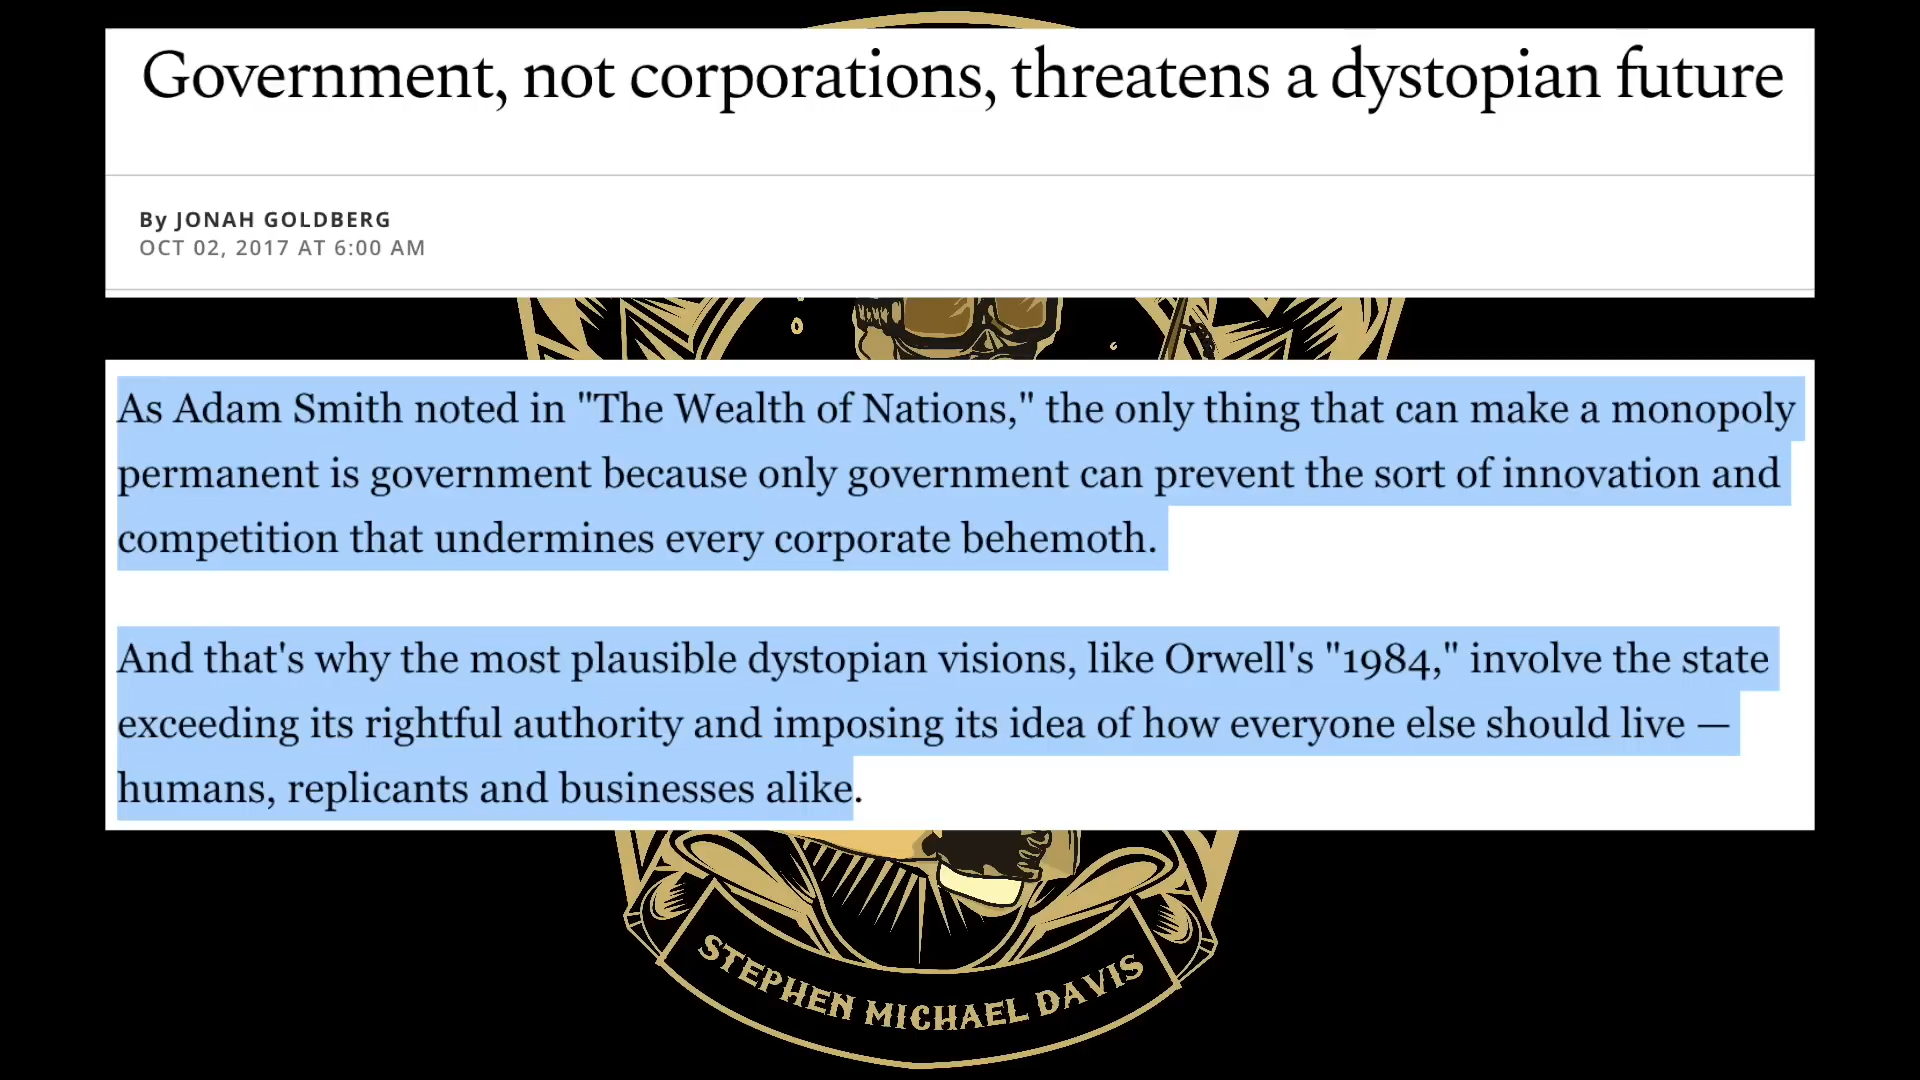 Government, not corporations, threatens a dystopian future
By JONAH GOLDBERG
OCT 02, 2017 AT 6:00 AM
As Adam Smith noted in "The Wealth of Nations," the only thing that can make a monopoly
permanent is government because only government can prevent the sort of innovation and
competition that undermines every corporate behemoth.
And that's why the most plausible dystopian visions, like Orwell's "1984," involve the state
exceeding its rightful authority and imposing its idea of how everyone else should live —
humans, replicants and businesses alike.
STEPHEN MICHAEL DAVIS